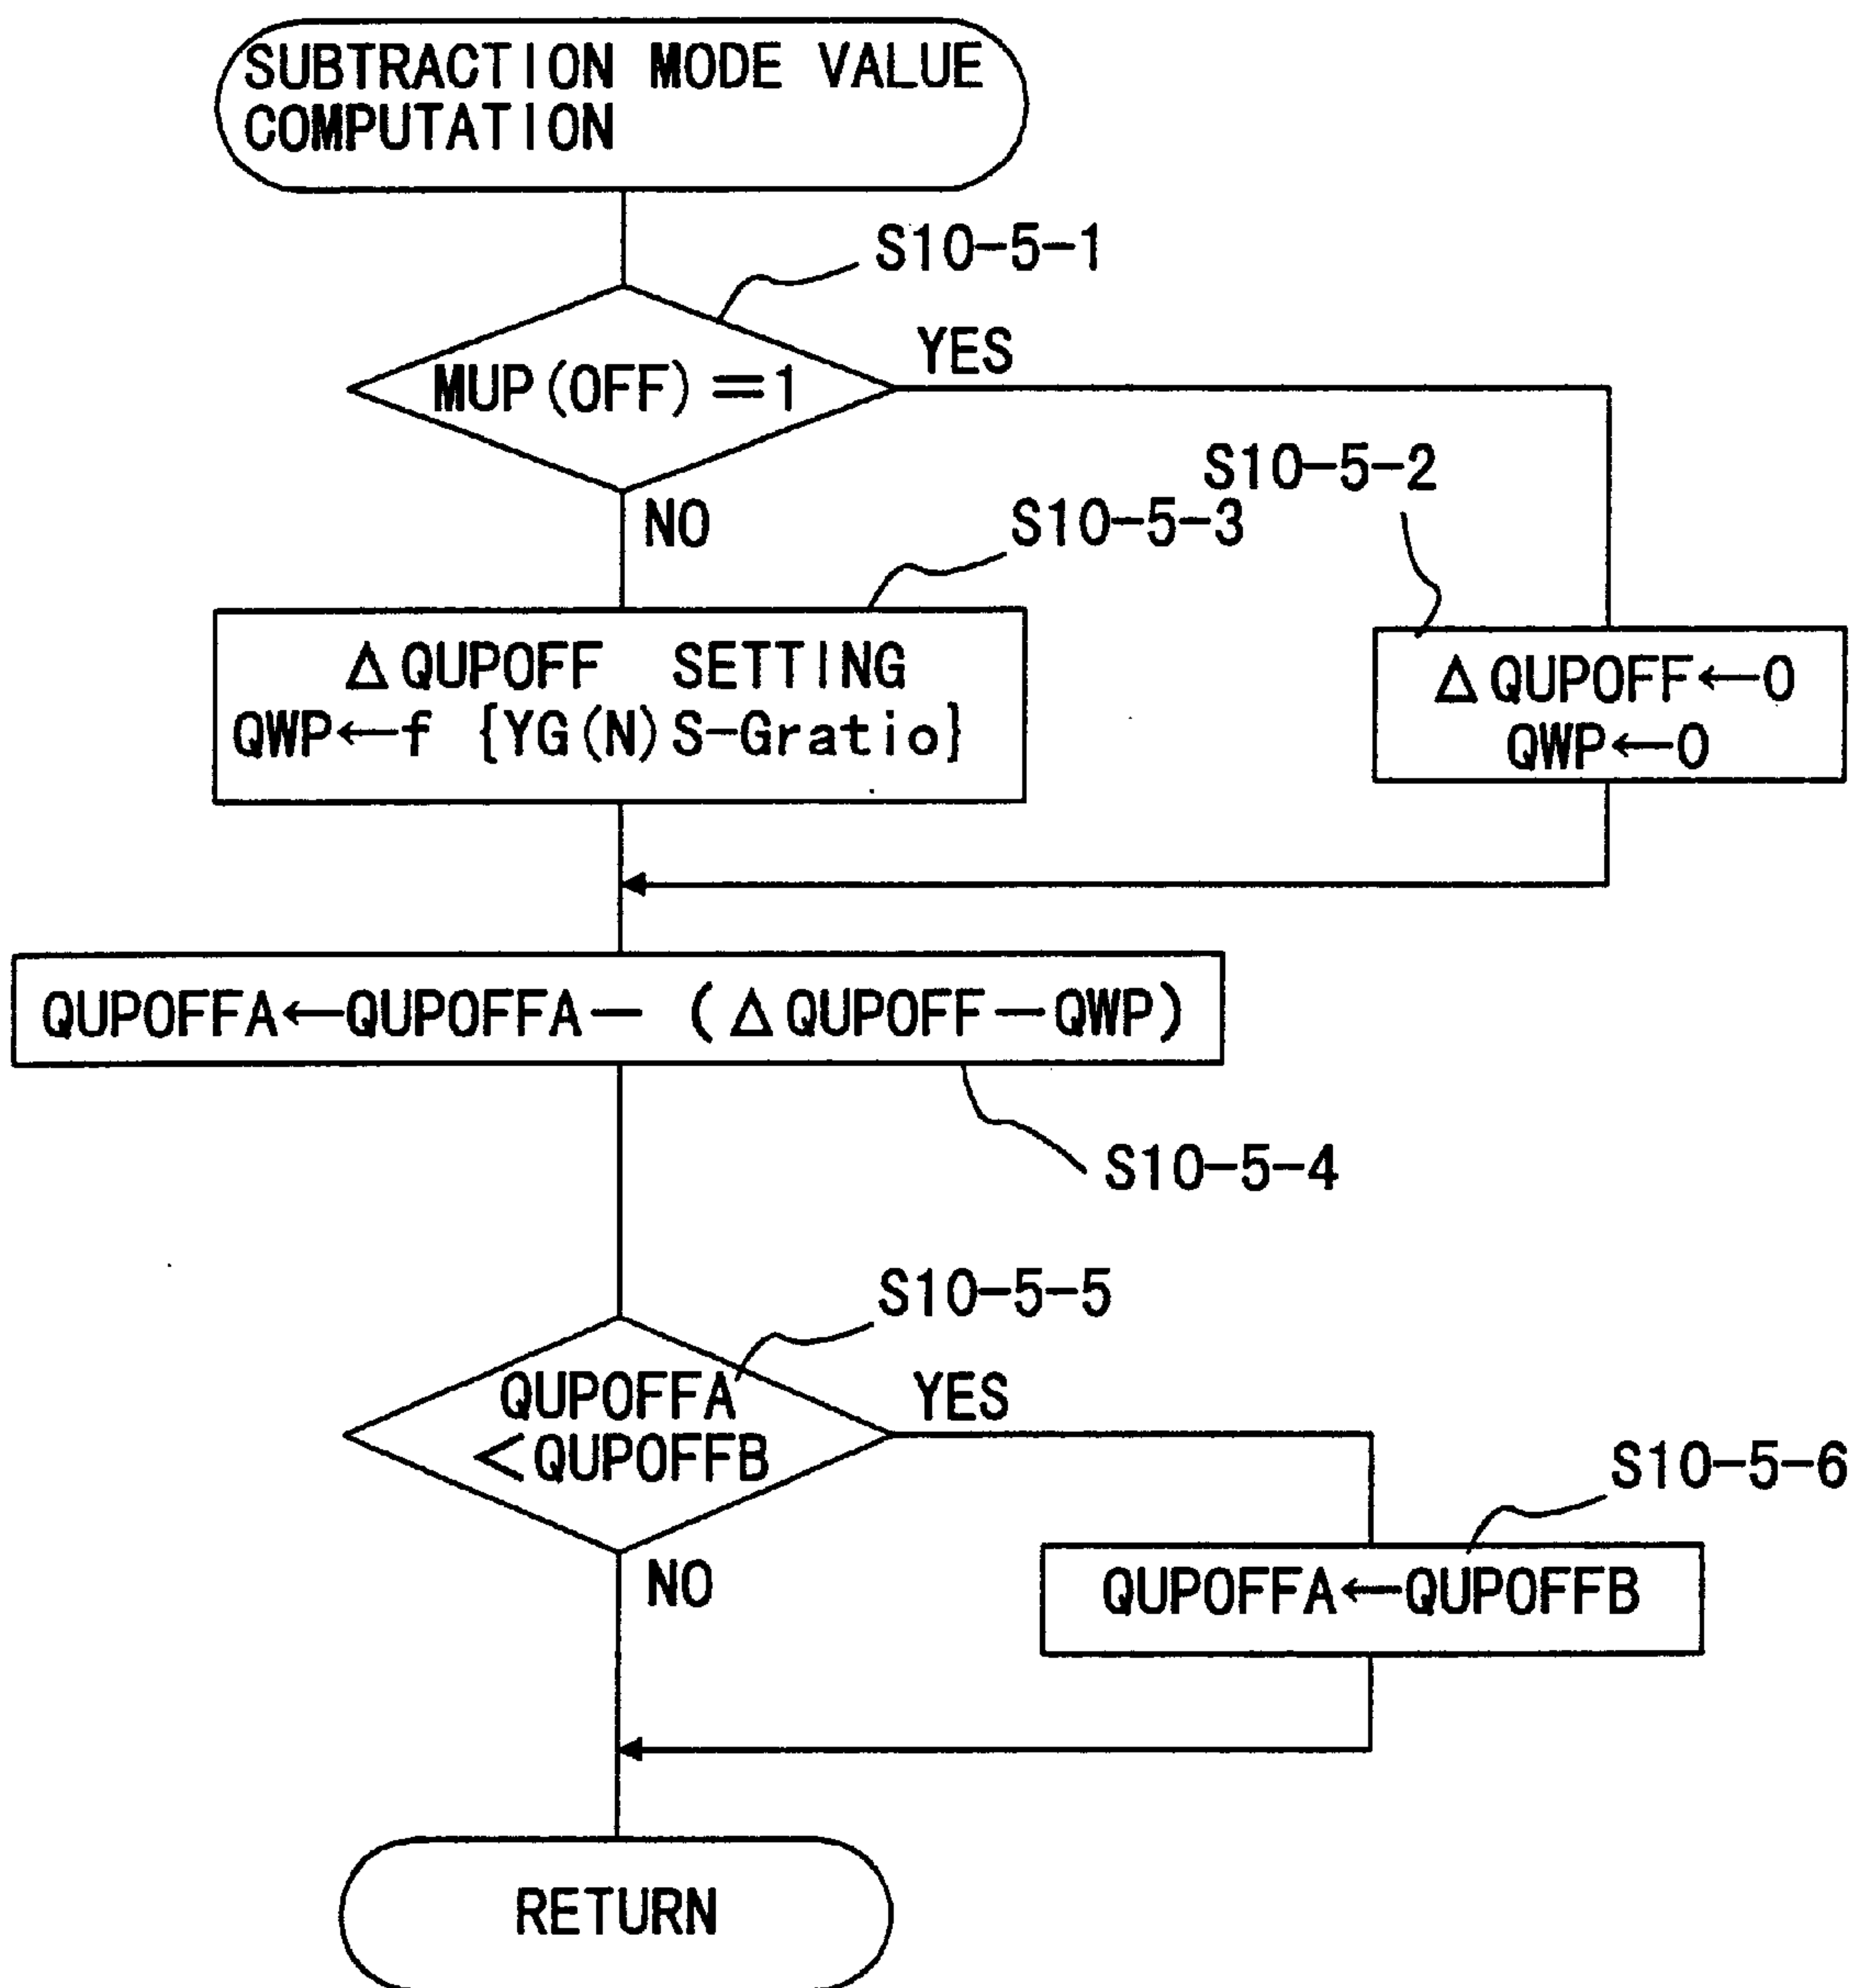 SUBTRACTION MODE VALUE
COMPUTATION
S10-5-1
MUP(OFF)=1
YES
NO
S10-5-2
S10-5-3
ΔQUPOFF SETTING
QWP←f {YG(N)S-Gratio}
ΔQUPOFF←0
QWP←0
QUPOFFA←QUPOFFA-(ΔQUPOFF-QWP)
S10-5-4
S10-5-5
QUPOFFA
<QUPOFFB
YES
NO
S10-5-6
QUPOFFA←QUPOFFB
RETURN